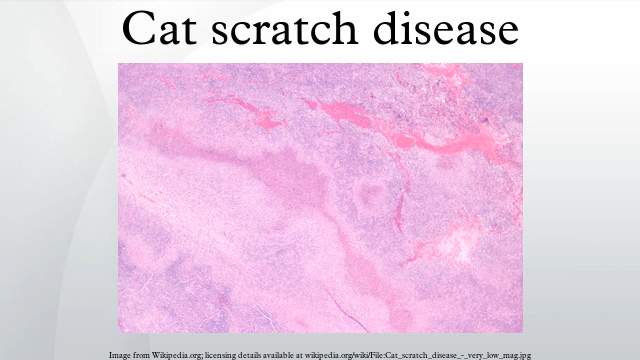 Cat scratch disease
Image from Wikipedia.org; licensing details available at wikipedia.org/wiki/File:Cat_scratch_disease_-_very_low_mag.jpg